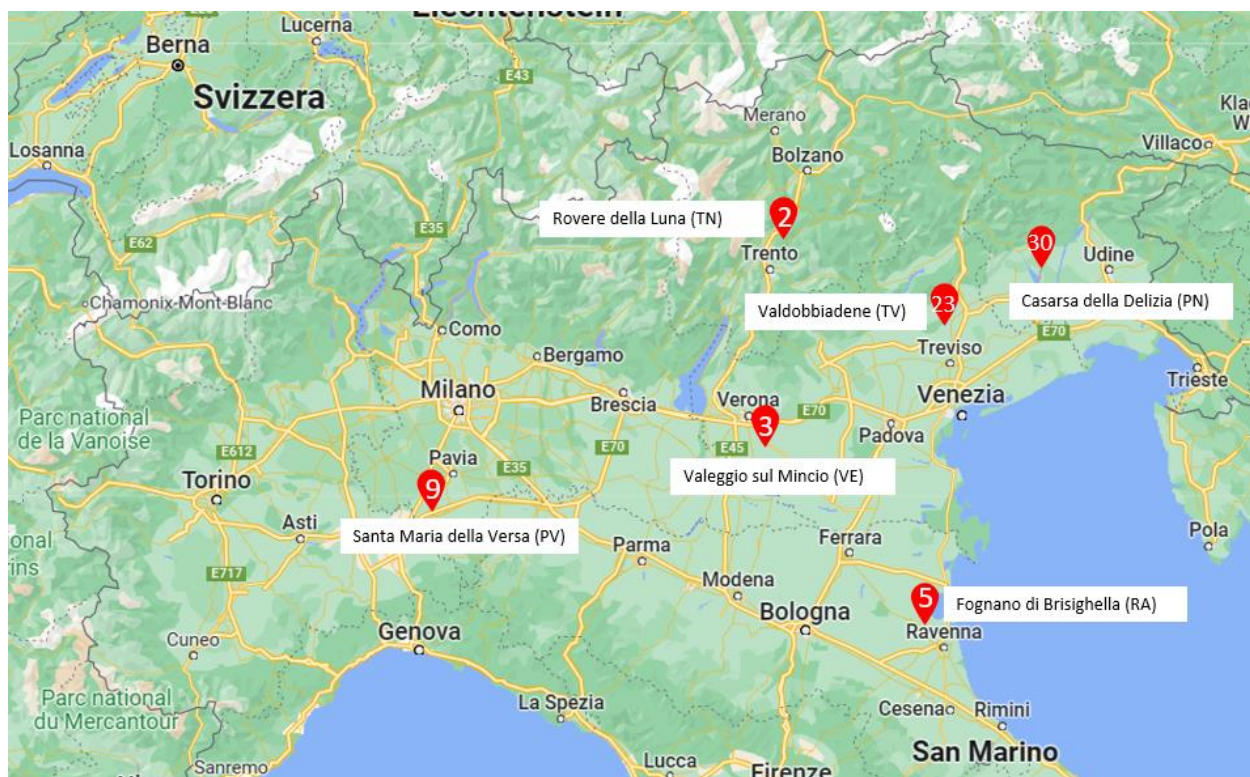 Liechtenstein
Lucerna
Berna
E43
Svizzera
Merano
Villaco
Losanna
Bolzano
Rovere della Luna (TN)
2
E35
30
E62
Trento
Udine
Chamonix-Mont-Blanc
Valdobbiadene (TV)
23
Casarsa della Delizia (PN)
Como
E70
Bergamo
Treviso
Trieste
Milano
Brescia
Verona
E70
Venezia
Parc national
de la Vanoise
3
Padova
E612
E70
E45
Pavia
E35
Valeggio sul Mincio (VE)
Torino
9
Asti
Santa Maria della Versa (PV)
Pola
Ferrara
Parma
E717
Modena
5
Fognano di Brisighella (RA)
Bologna
Cuneo
Genova
Ravenna
Parc national
du Mercantour
La Spezia
Cesena
Rimini
San Marino
Sanremo
Lucca
Firenze